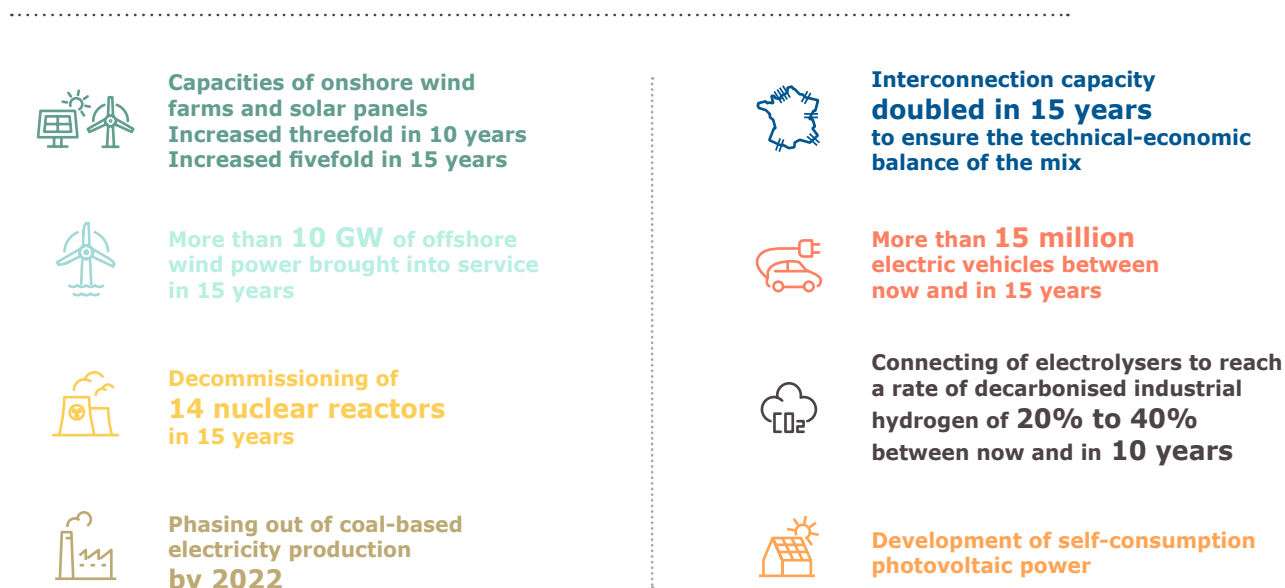 Capacities of onshore wind
farms and solar panels
Increased threefold in 10 years
Increased fivefold in 15 years
More than 10 GW of offshore
wind power brought into service
in 15 years
Decommissioning of
14 nuclear reactors
in 15 years
Phasing out of coal-based
electricity production
by 2022
Interconnection capacity
doubled in 15 years
to ensure the technical-economic
balance of the mix
More than 15 million
electric vehicles between
now and in 15 years
CO2
Connecting of electrolysers to reach
a rate of decarbonised industrial
hydrogen of 20% to 40%
between now and in 10 years
Development of self-consumption
photovoltaic power